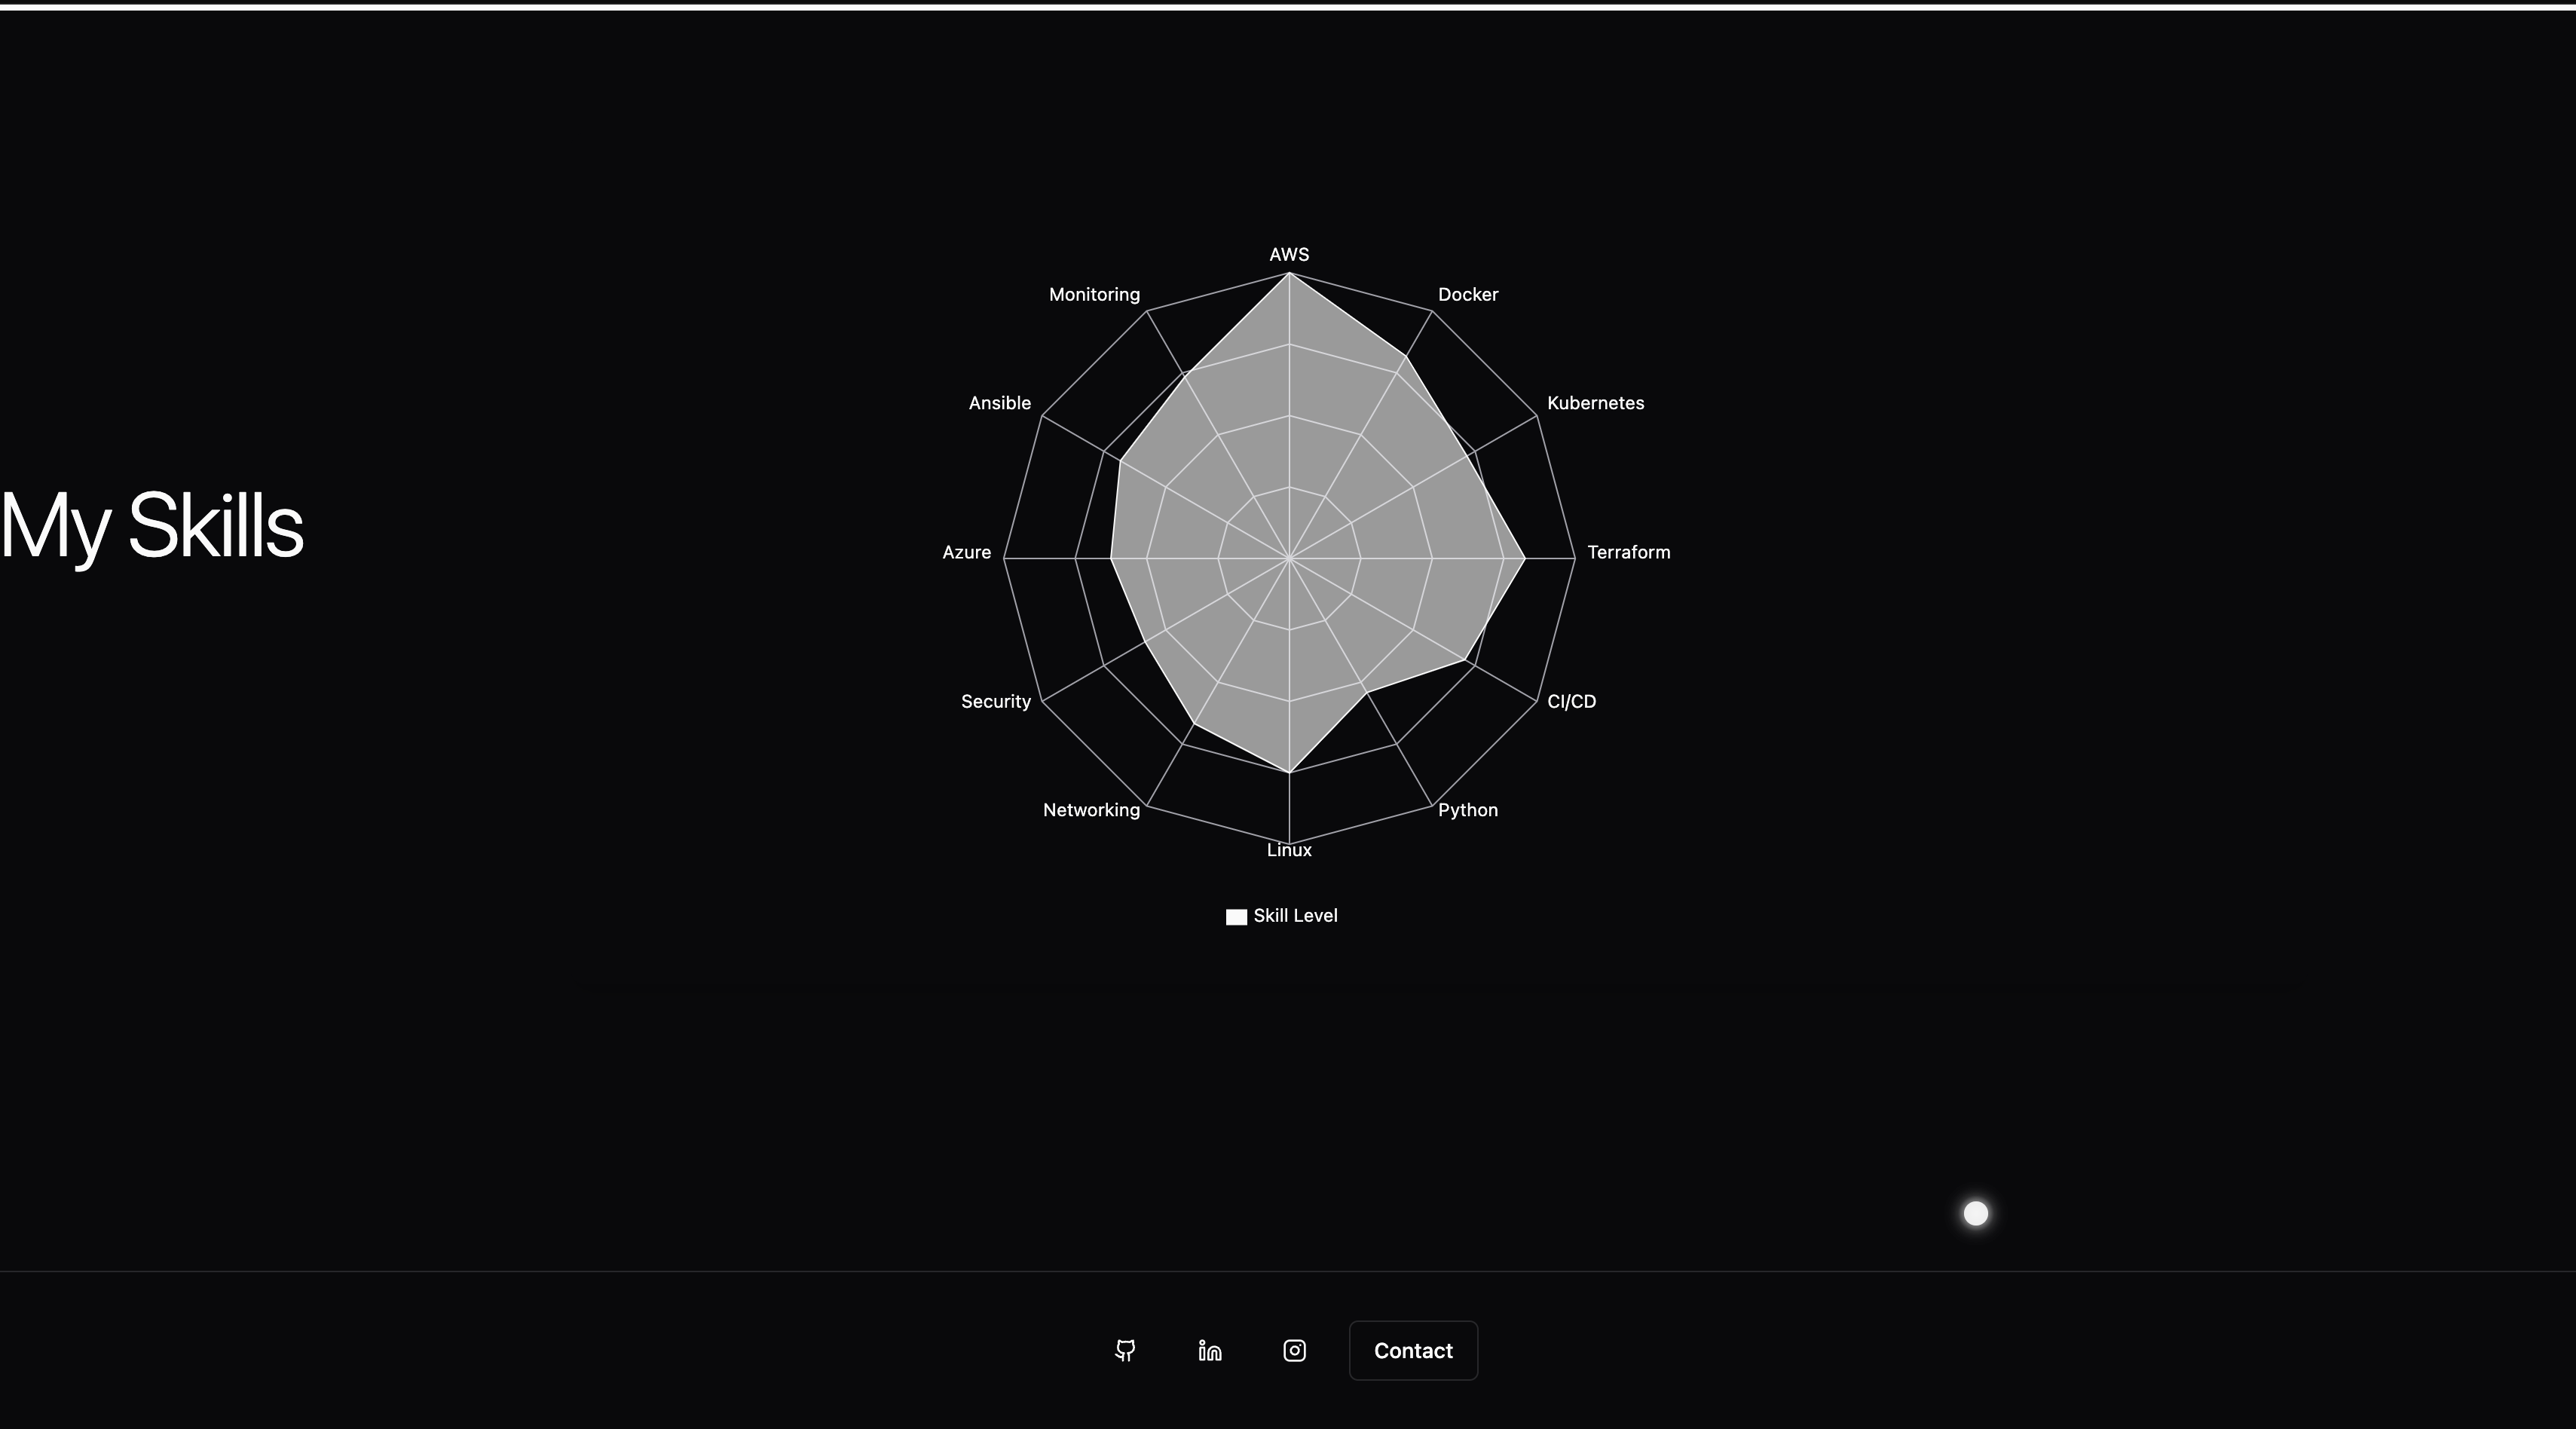 AWS
Monitoring
Docker
Ansible
Kubernetes
My Skills
Azure
Terraform
Security
CI/CD
Networking
Python
Linux
Skill Level
Contact